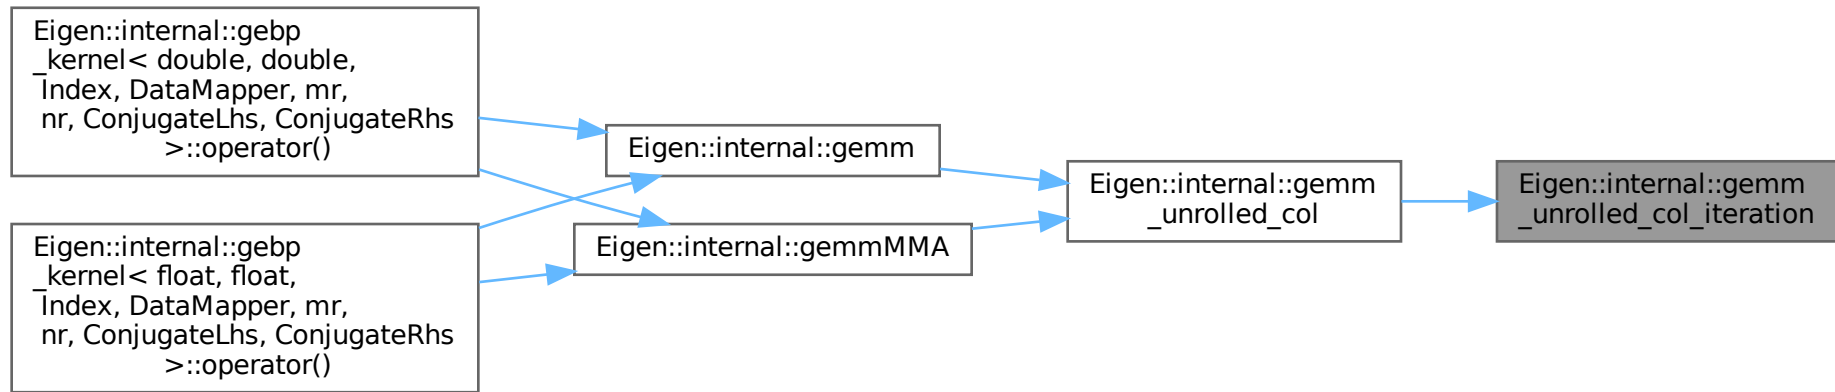 Eigen::internal::gebp
_kernel< double, double,
Index, DataMapper, mr,
nr, ConjugateLhs, ConjugateRhs
>::operator()
Eigen::internal::gebp
_kernel< float, float,
Index, DataMapper, mr,
nr, ConjugateLhs, ConjugateRhs
>::operator()
Eigen::internal::gemm
Eigen::internal::gemmMMA
Eigen::internal::gemm
_unrolled_col
Eigen::internal::gemm
_unrolled_col_iteration